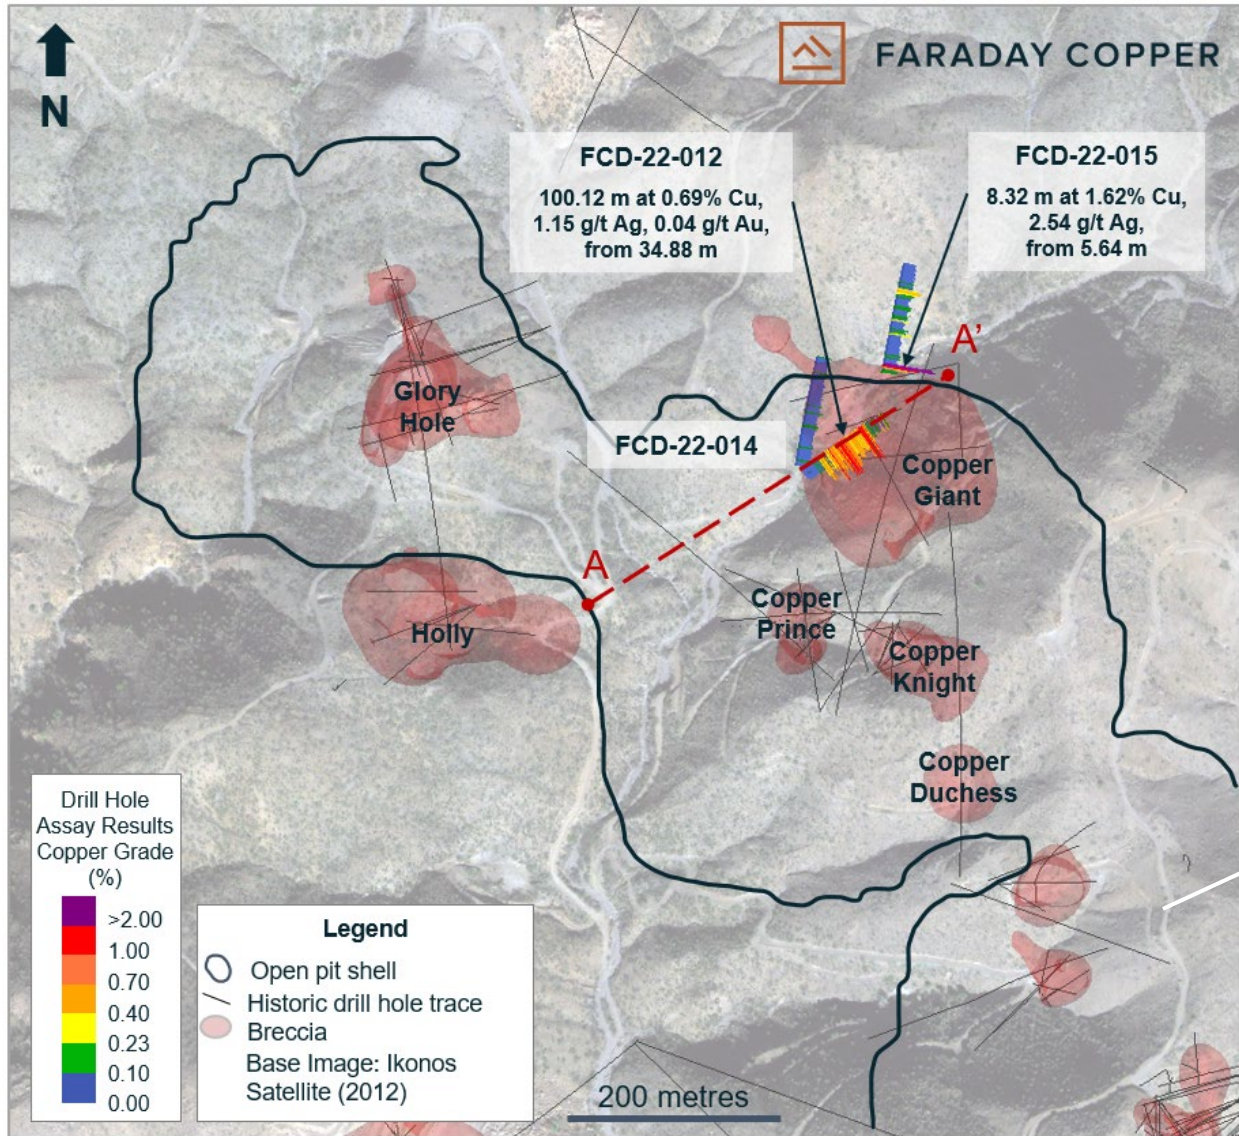 N
FARADAY COPPER
FCD-22-012
100.12 m at 0.69% Cu,
1.15 g/t Ag, 0.04 g/t Au,
from 34.88 m
FCD-22-015
8.32 m at 1.62% Cu,
2.54 g/t Ag,
from 5.64 m
A'
Glory
Hole
FCD-22-014
Copper
Giant
A
Holly
Copper
Prince
Copper
Knight
Copper
Duchess
Drill Hole
Assay Results
Copper Grade
(%)
>2.00
1.00
0.70
0.40
0.23
0.10
0.00
Legend
Open pit shell
Historic drill hole trace
Breccia
Base Image: Ikonos
Satellite (2012)
200 metres